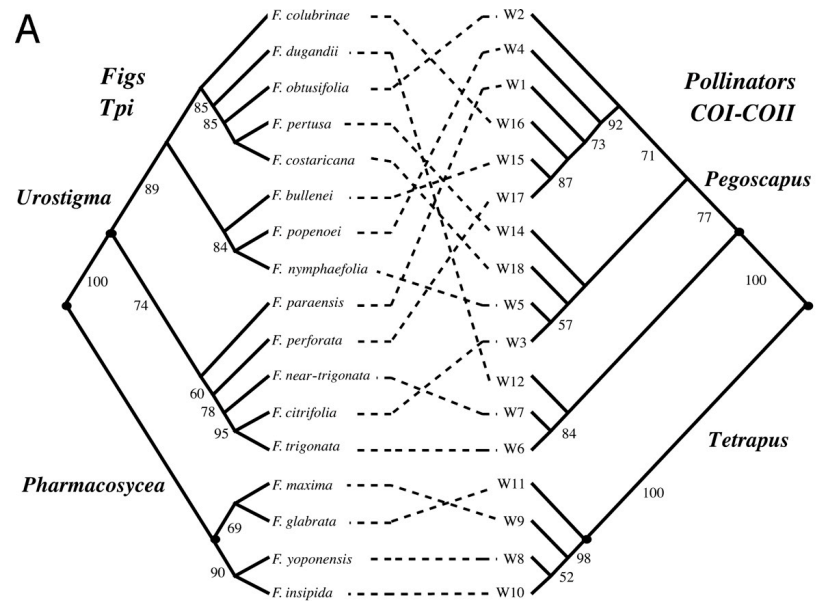 A
Figs
Tpi
Pollinators
COI-COII
Urostigma
Pharmacosycea
Pegoscapus
Tetrapus
F. colubrinae
F. dugandii
F. obtusifolia
F. pertusa
F. costaricana
F. bullenei
F. popenoei
F. nymphaefolia
F. paraensis
F. perforata
F. near-trigonata
F. citrifolia
F. trigonata
F. maxima
F. glabrata
F. yoponensis
F. insipida
W2
W4
W1
W16
W15
W17
W14
W18
W5
W3
W12
W7
W6
W11
W9
W8
W10
85
85
89
84
100
74
60
78
95
69
90
92
73
87
71
77
57
100
84
100
98
52